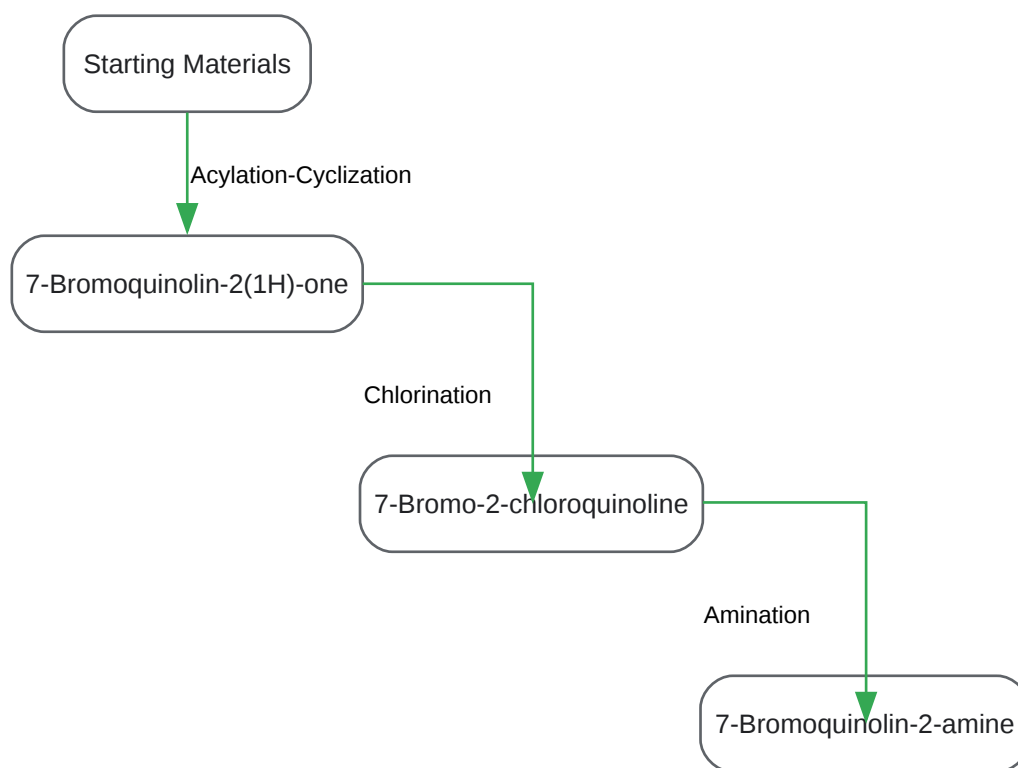 Starting Materials
Acylation-Cyclization
7-Bromoquinolin-2(1H)-one
Chlorination
7-Bromo-2-chloroquinoline
Amination
7-Bromoquinolin-2-amine